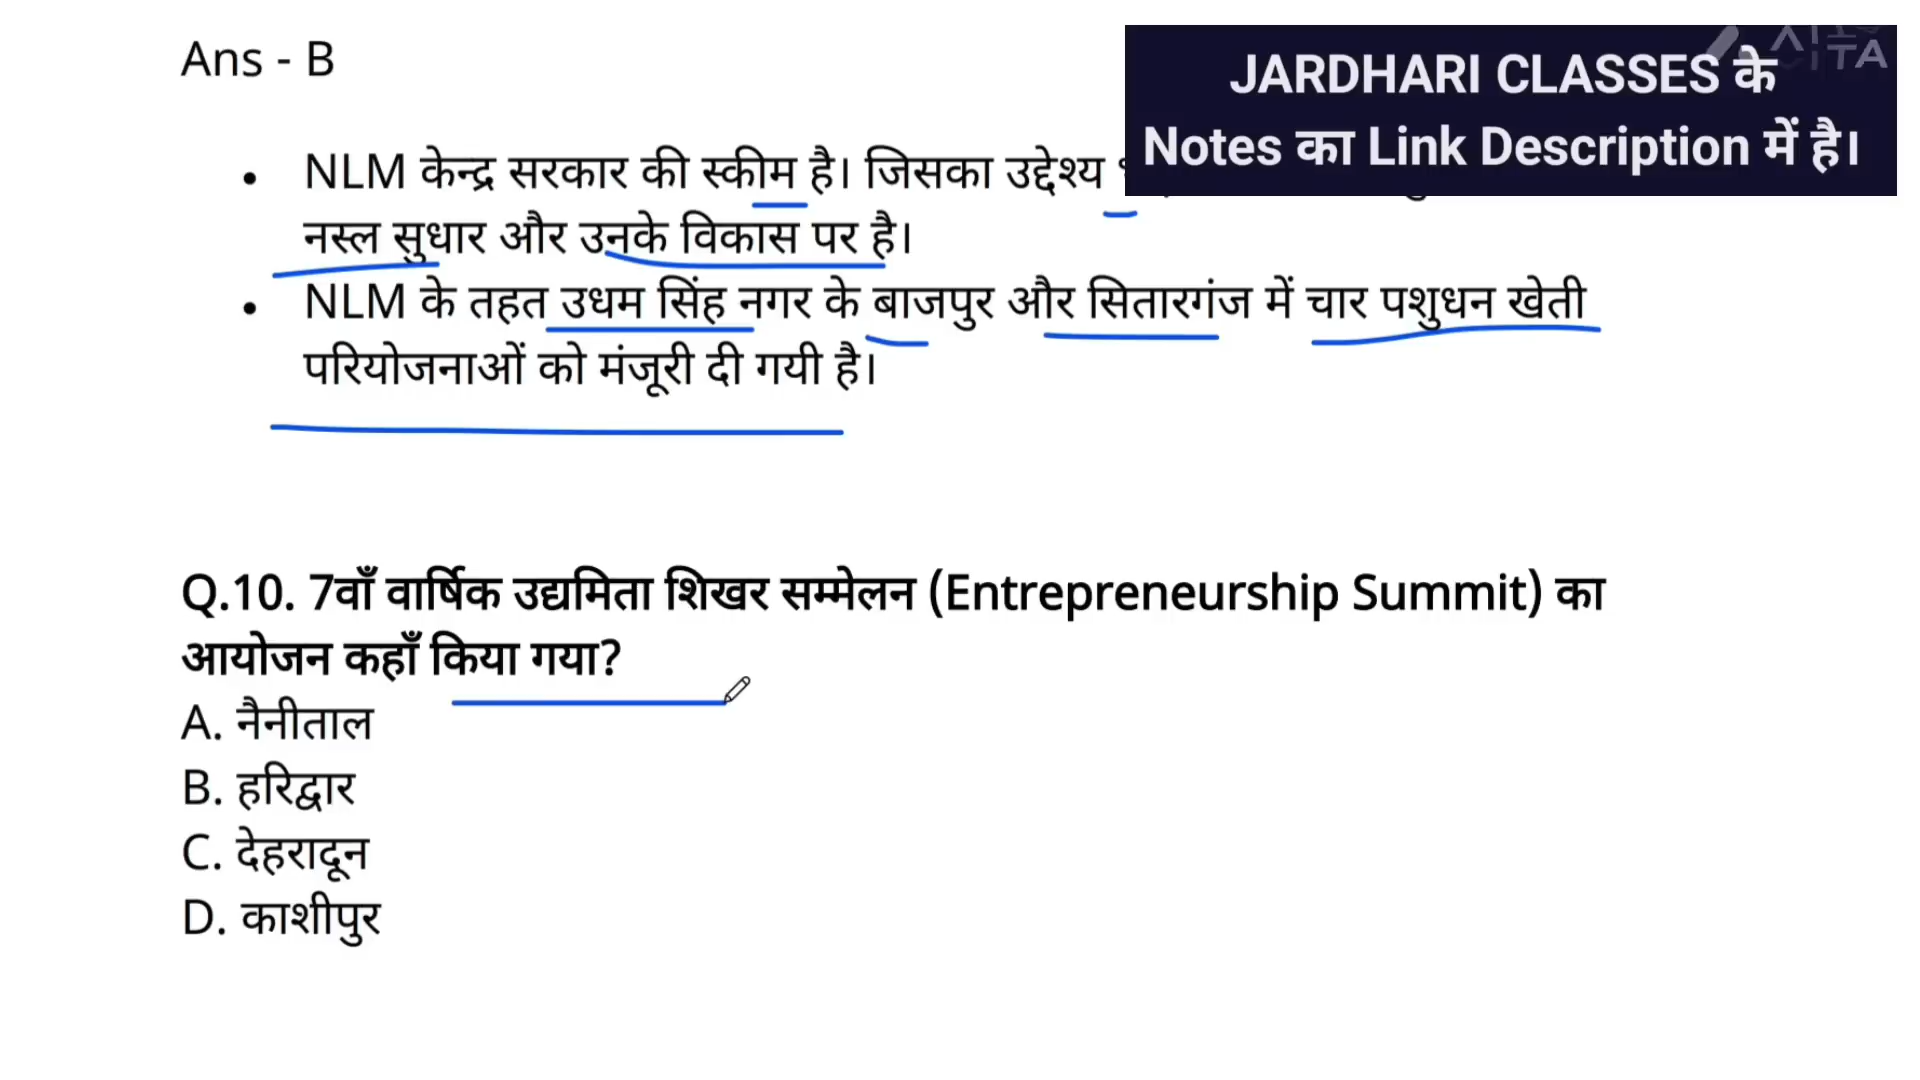 Ans - B
JARDHARI CLASSES के
Notes का Link Description में है।
NLM केन्द्र सरकार की स्कीम है। जिसका उद्देश्य
नस्ल सुधार और उनके विकास पर है।
NLM के तहत उधम सिंह नगर के बाजपुर और सितारगंज में चार पशुधन खेती
परियोजनाओं को मंजूरी दी गयी है।
Q.10. 7वाँ वार्षिक उद्यमिता शिखर सम्मेलन (Entrepreneurship Summit) का
आयोजन कहाँ किया गया?
A. नैनीताल
B. हरिद्वार
C. देहरादून
D. काशीपुर